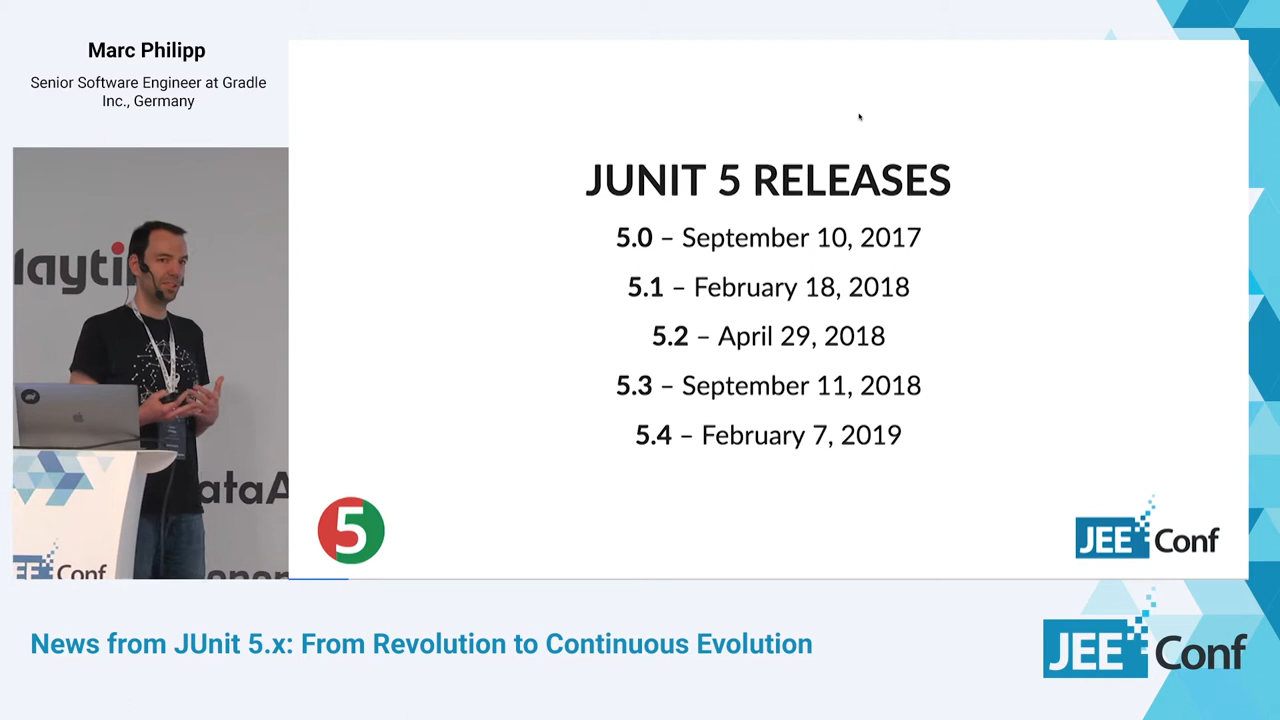 Marc Philipp
Senior Software Engineer at Gradle
Inc., Germany
JUNIT 5 RELEASES
5.0 – September 10, 2017
5.1 – February 18, 2018
5.2 – April 29, 2018
5.3 – September 11, 2018
5.4 – February 7, 2019
5
JEE Conf
News from JUnit 5.x: From Revolution to Continuous Evolution
JEE Conf